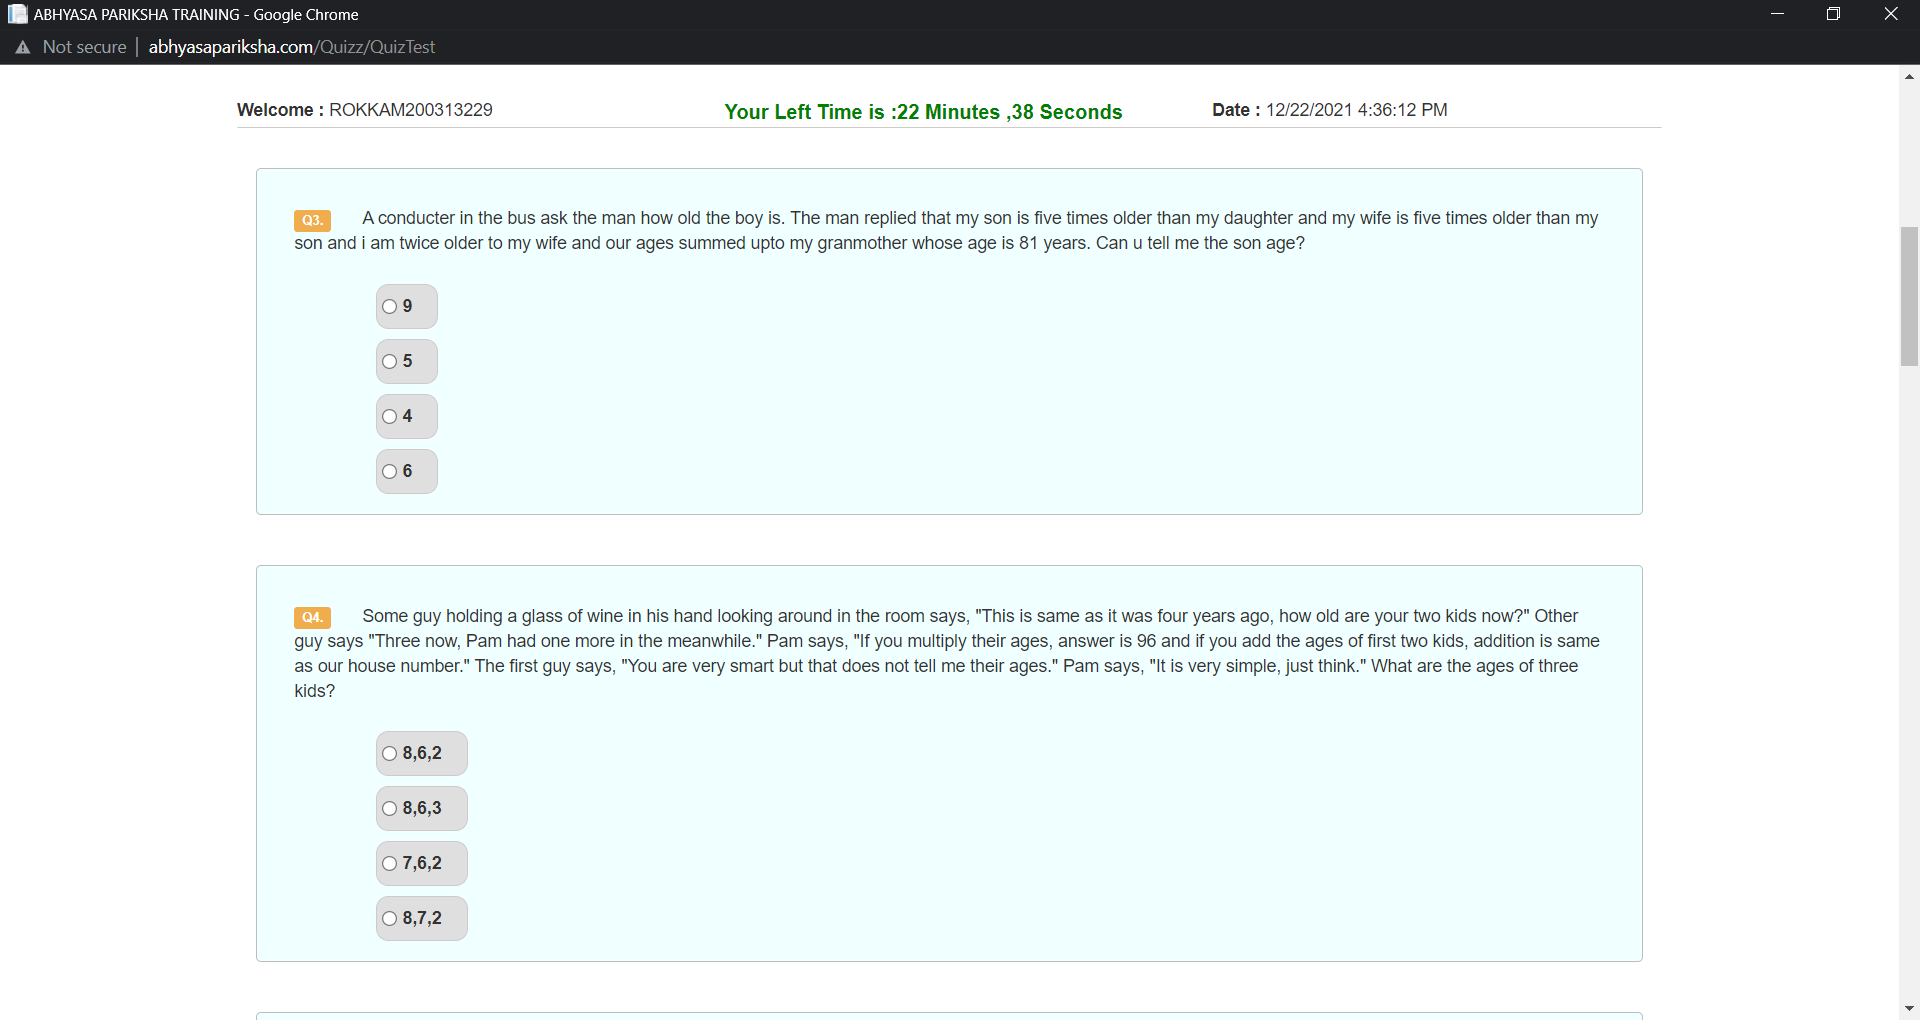 ABHYASA PARIKSHA TRAINING - Google Chrome
Not secure | abhyasapariksha.com/Quizz/QuizTest
Welcome : ROKKAM200313229 Your Left Time is :22 Minutes ,38 Seconds Date : 12/22/2021 4:36:12 PM
Q3. A conducter in the bus ask the man how old the boy is. The man replied that my son is five times older than my daughter and my wife is five times older than my
son and i am twice older to my wife and our ages summed upto my granmother whose age is 81 years. Can u tell me the son age?
9
5
4
6
Q4. Some guy holding a glass of wine in his hand looking around in the room says, "This is same as it was four years ago, how old are your two kids now?" Other
guy says "Three now, Pam had one more in the meanwhile." Pam says, "If you multiply their ages, answer is 96 and if you add the ages of first two kids, addition is same
as our house number." The first guy says, "You are very smart but that does not tell me their ages." Pam says, "It is very simple, just think." What are the ages of three
kids?
8,6,2
8,6,3
7,6,2
8,7,2